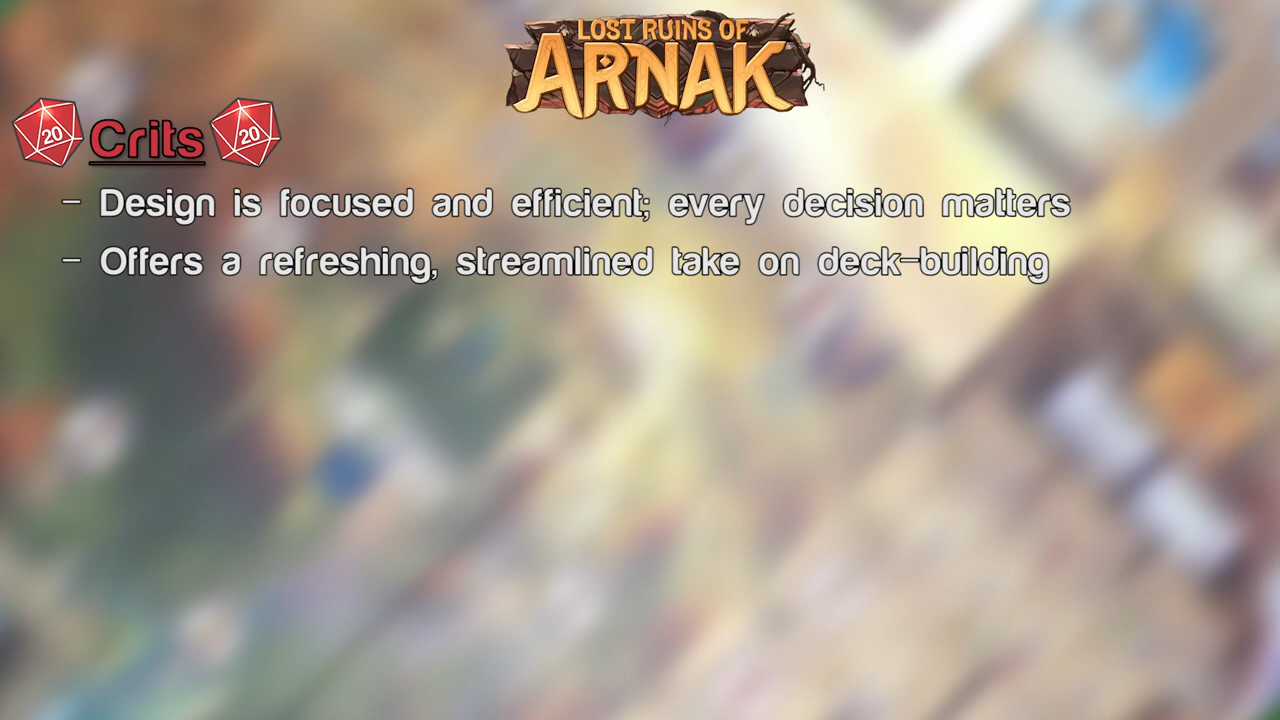 LOST RUINS OF
ARNAK
20 Crits 20
- Design is focused and efficient; every decision matters
- Offers a refreshing, streamlined take on deck-building